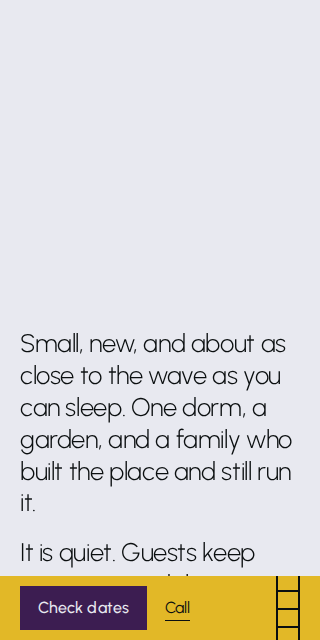 Small, new, and about as
close to the wave as you
can sleep. One dorm, a
garden, and a family who
built the place and still run
it.
It is quiet. Guests keep
Check dates
Call